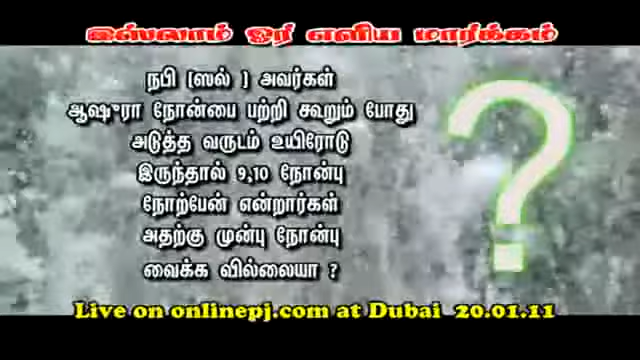 இஸ்லாம் ஓர் எளிய மார்க்கம்
நபி (ஸல் ) அவர்கள்
ஆஷுரா நோன்பை பற்றி கூறும் போது
அடுத்த வருடம் உயிரோடு
இருந்தால் 9,10 நோன்பு
நோற்பேன் என்றார்கள்
அதற்கு முன்பு நோன்பு
வைக்க வில்லையா ?
?
Live on onlinepj.com at Dubai 20.01.11